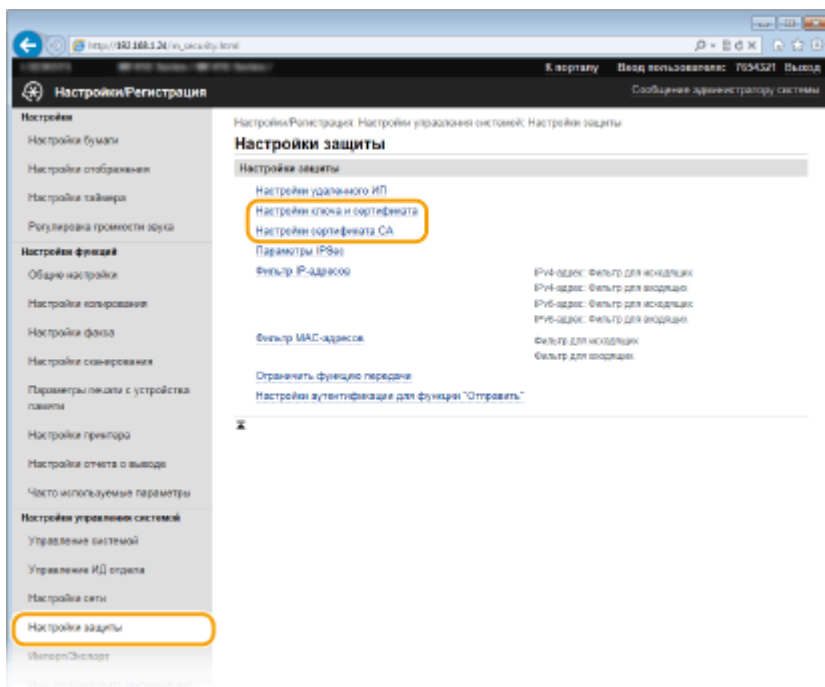 http://192.168.1.24/m_security.html
К порталу Вход пользователя: 7654321 Выход
Настройки/Регистрация
Сообщение администратору системы
Настройки
Настройки бумаги
Настройки отображения
Настройки таймера
Регулировка громкости звука
Настройки функций
Общие настройки
Настройки копирования
Настройки факса
Настройки сканирования
Параметры печати с устройства
памяти
Настройки принтера
Настройки отчета о выводе
Часто используемые параметры
Настройки управления системой
Управление системой
Управление ИД отдела
Настройки сети
Настройки защиты
Импорт/Экспорт
Настройки/Регистрация: Настройки управления системой: Настройки защиты
Настройки защиты
Настройки защиты
Настройки удаленного ИП
Настройки ключа и сертификата
Настройки сертификата CA
Параметры IPSec
Фильтр IP-адресов
IPv4-адрес: Фильтр для исходящих
IPv4-адрес: Фильтр для входящих
IPv6-адрес: Фильтр для исходящих
IPv6-адрес: Фильтр для входящих
Фильтр MAC-адресов
Фильтр для исходящих
Фильтр для входящих
Ограничить функцию передачи
Настройки аутентификации для функции "Отправить"